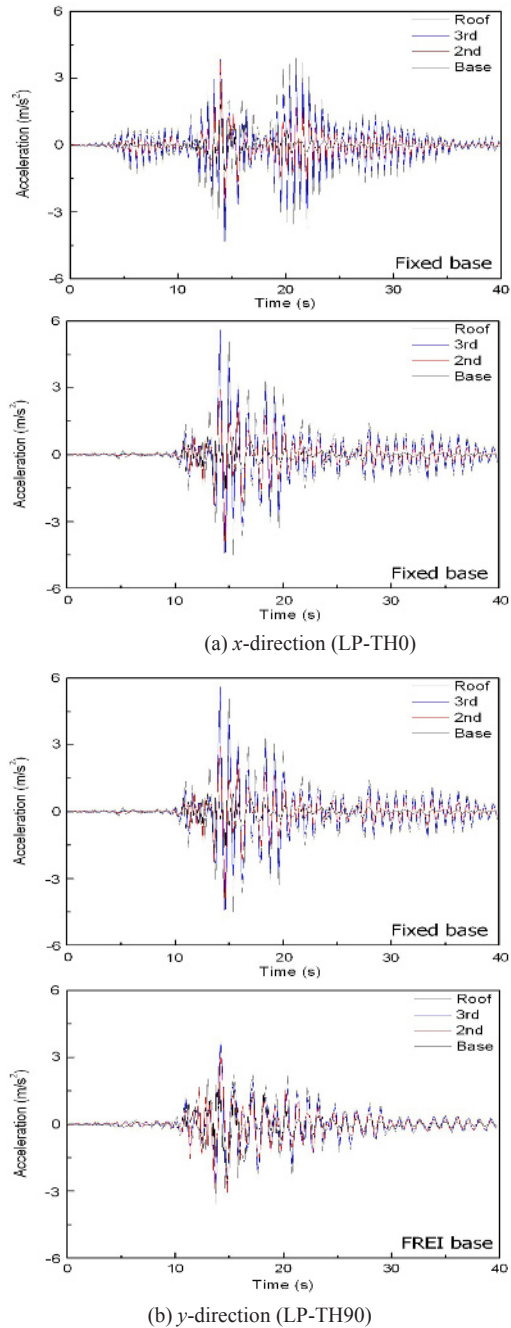 6
3
0
-3
-6
Acceleration (m/s²)
Roof
3rd
2nd
Base
Fixed base
0 10 20 30 40
Time (s)
6
3
0
-3
-6
Acceleration (m/s²)
Roof
3rd
2nd
Base
Fixed base
0 10 20 30 40
Time (s)
(a) x-direction (LP-TH0)
6
3
0
-3
-6
Acceleration (m/s²)
Roof
3rd
2nd
Base
Fixed base
0 10 20 30 40
Time (s)
6
3
0
-3
-6
Acceleration (m/s²)
Roof
3rd
2nd
Base
FREI base
0 10 20 30 40
Time (s)
(b) y-direction (LP-TH90)